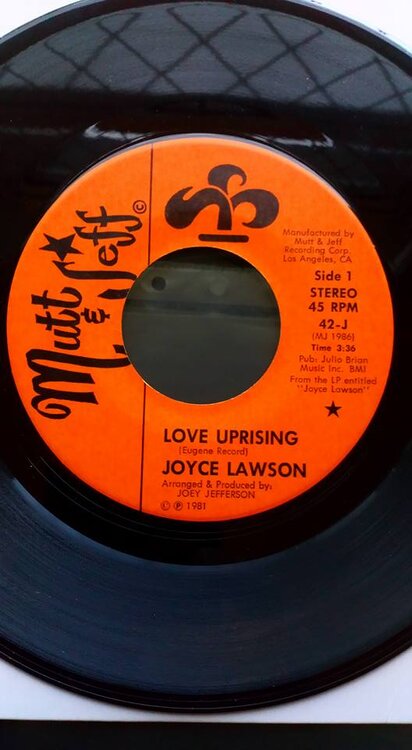 Mutt & Jeff ©
Manufactured by
Mutt & Jeff
Recording Corp.
Los Angeles, CA
Side 1
STEREO
45 RPM
42-J
(MJ 1986)
Time 3:36
Pub: Julio Brian
Music Inc. BMI
From the LP entitled
"Joyce Lawson"
LOVE UPRISING
(Eugene Record)
JOYCE LAWSON
Arranged & Produced by:
JOEY JEFFERSON
© ℗ 1981